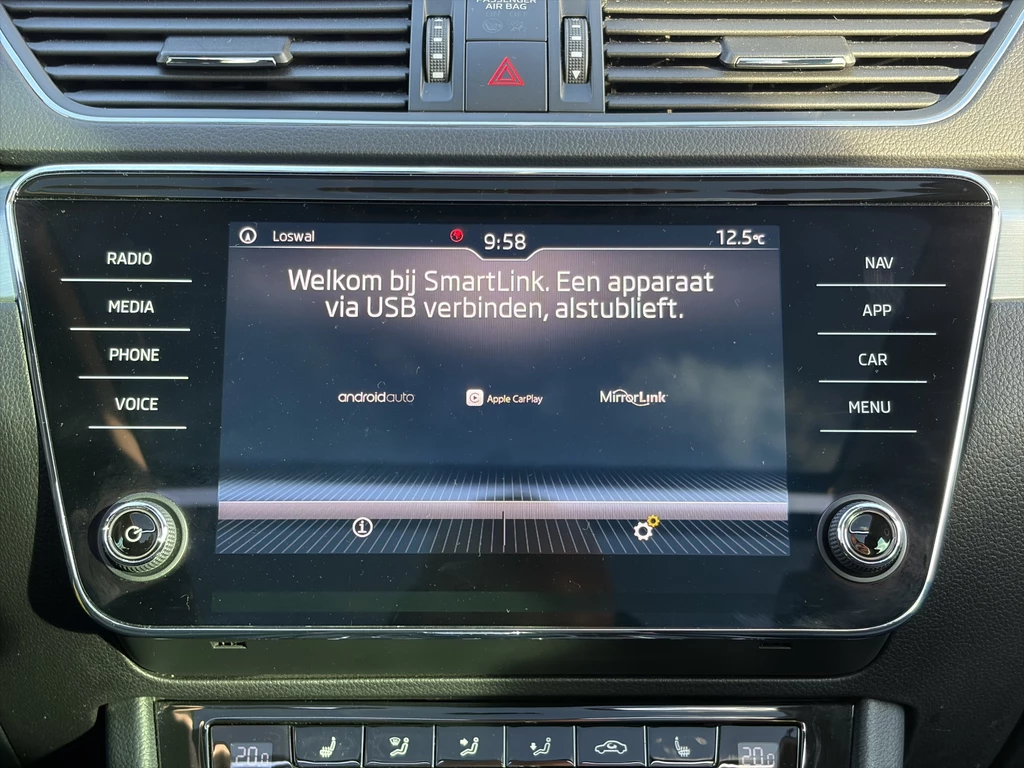 PASSENGER
AIR BAG
Loswal
9:58
12.5°C
Welkom bij SmartLink. Een apparaat
via USB verbinden, alstublieft.
androidauto
Apple CarPlay
MirrorLink
RADIO
MEDIA
PHONE
VOICE
NAV
APP
CAR
MENU
20.0
20.0